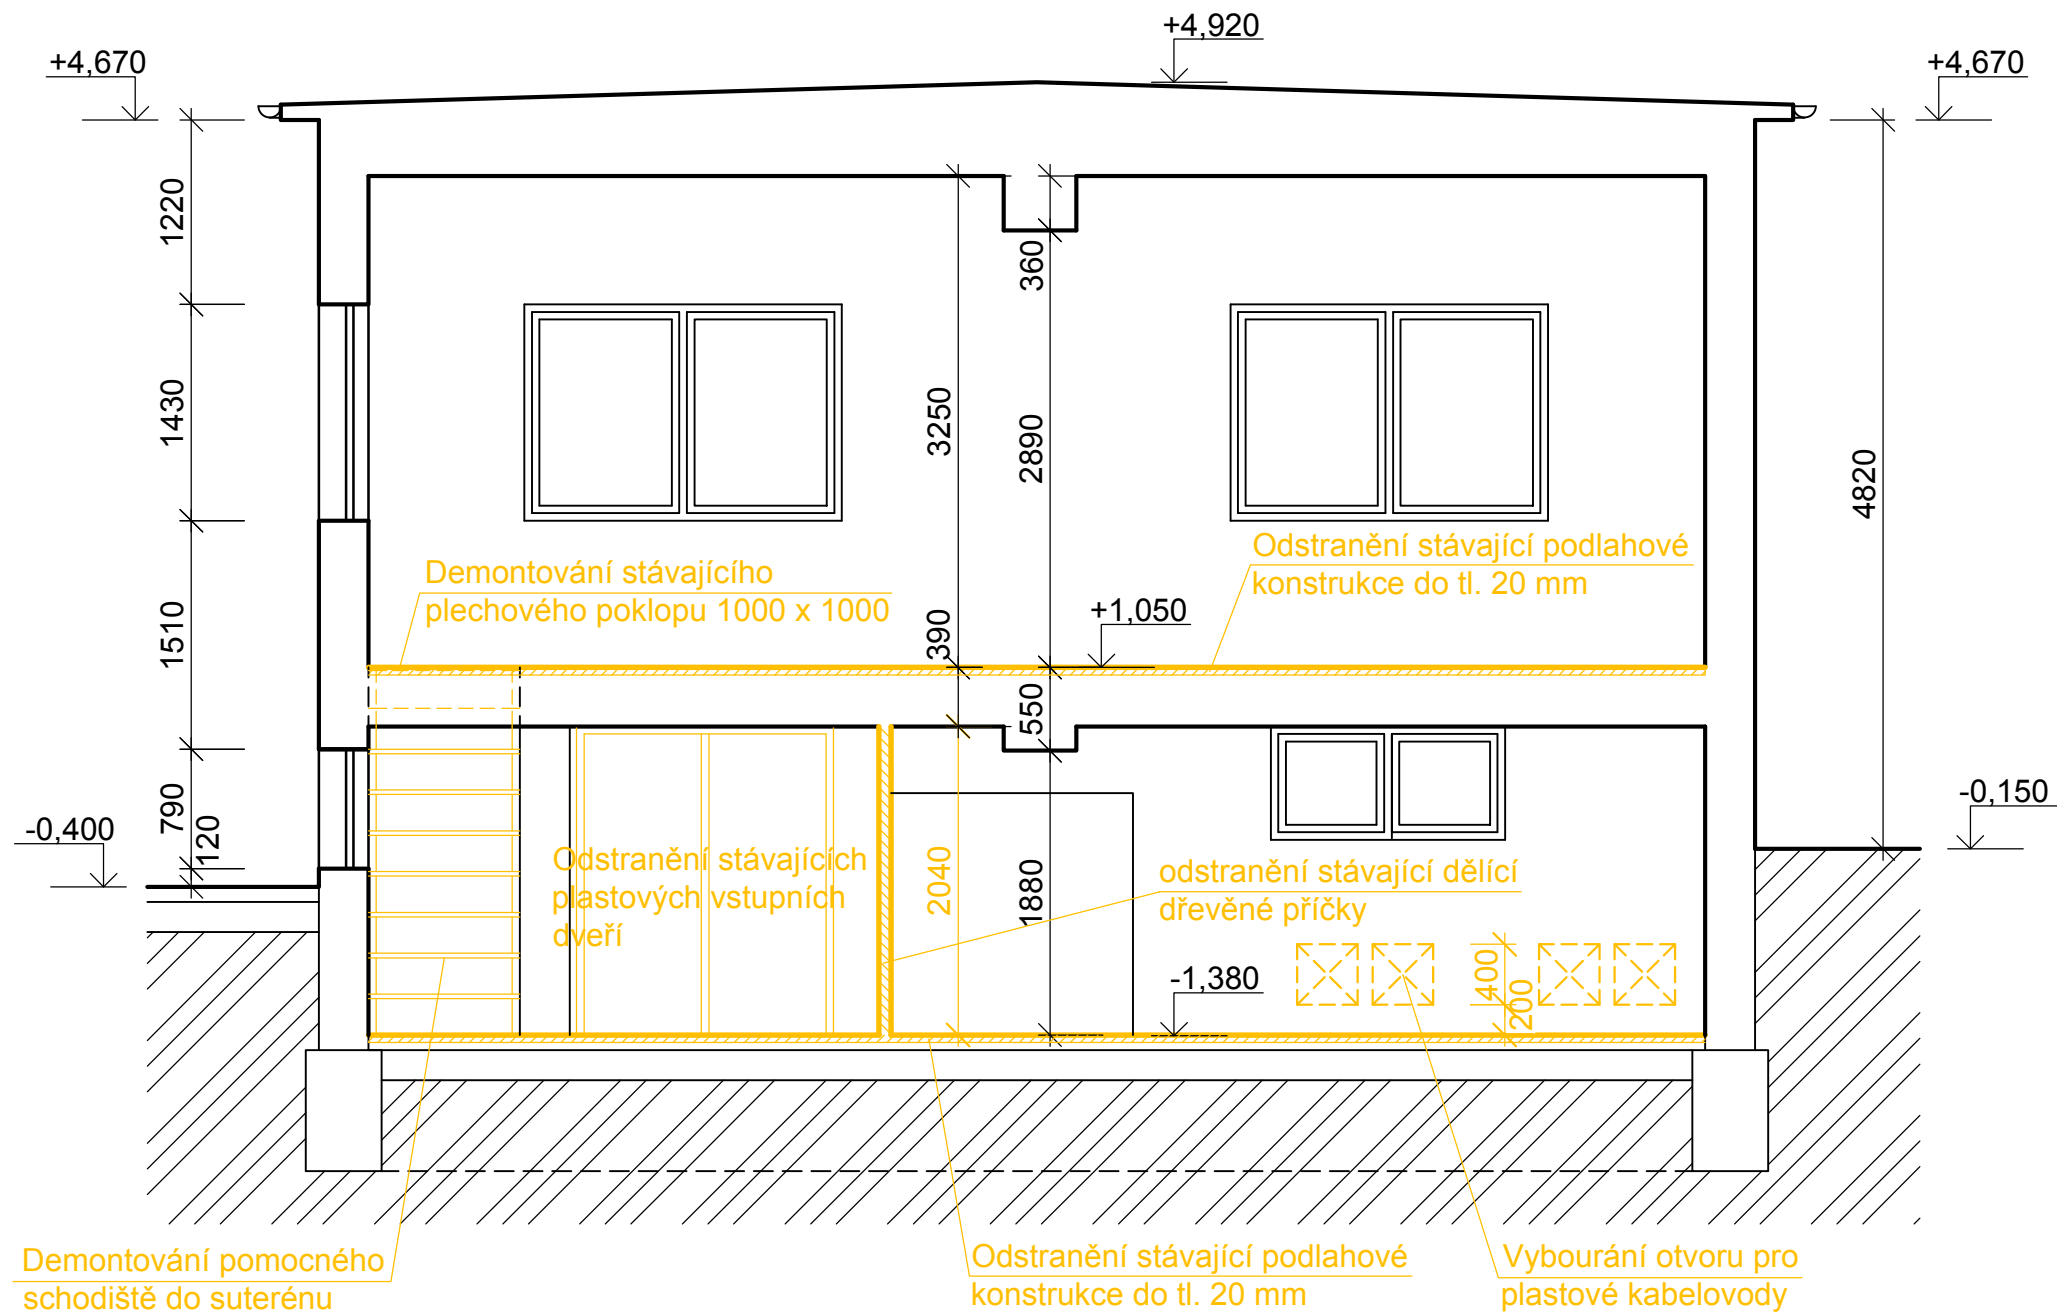 +4,920
+4,670
+4,670
1220
360
1430
3250
2890
4820
Odstranění stávající podlahové
konstrukce do tl. 20 mm
Demontování stávajícího
plechového poklopu 1000 x 1000
+1,050
390
1510
550
790
120
-0,400
-0,150
Odstranění stávajících
plastových vstupních
dveří
2040
1880
odstranění stávající dělící
dřevěné příčky
-1,380
400
200
Demontování pomocného
schodiště do suterénu
Odstranění stávající podlahové
konstrukce do tl. 20 mm
Vybourání otvoru pro
plastové kabelovody